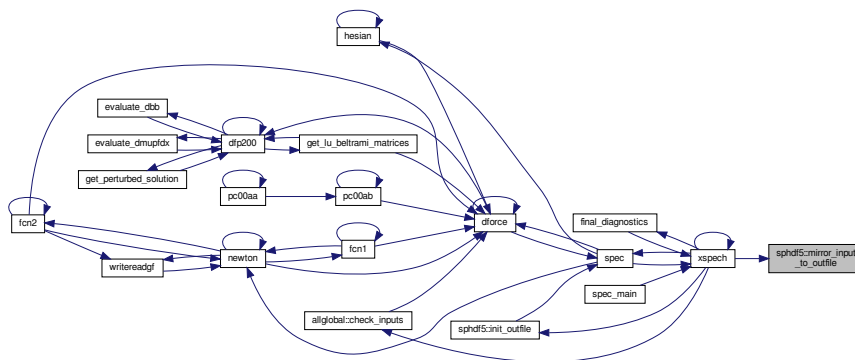 hesian
evaluate_dbb
evaluate_dmupfdx
dfp200
get_lu_beltrami_matrices
get_perturbed_solution
pc00aa
pc00ab
fcn2
dforce
final_diagnostics
fcn1
newton
writereadgf
spec
xspech
sphdf5::mirror_input
_to_outfile
spec_main
allglobal::check_inputs
sphdf5::init_outfile